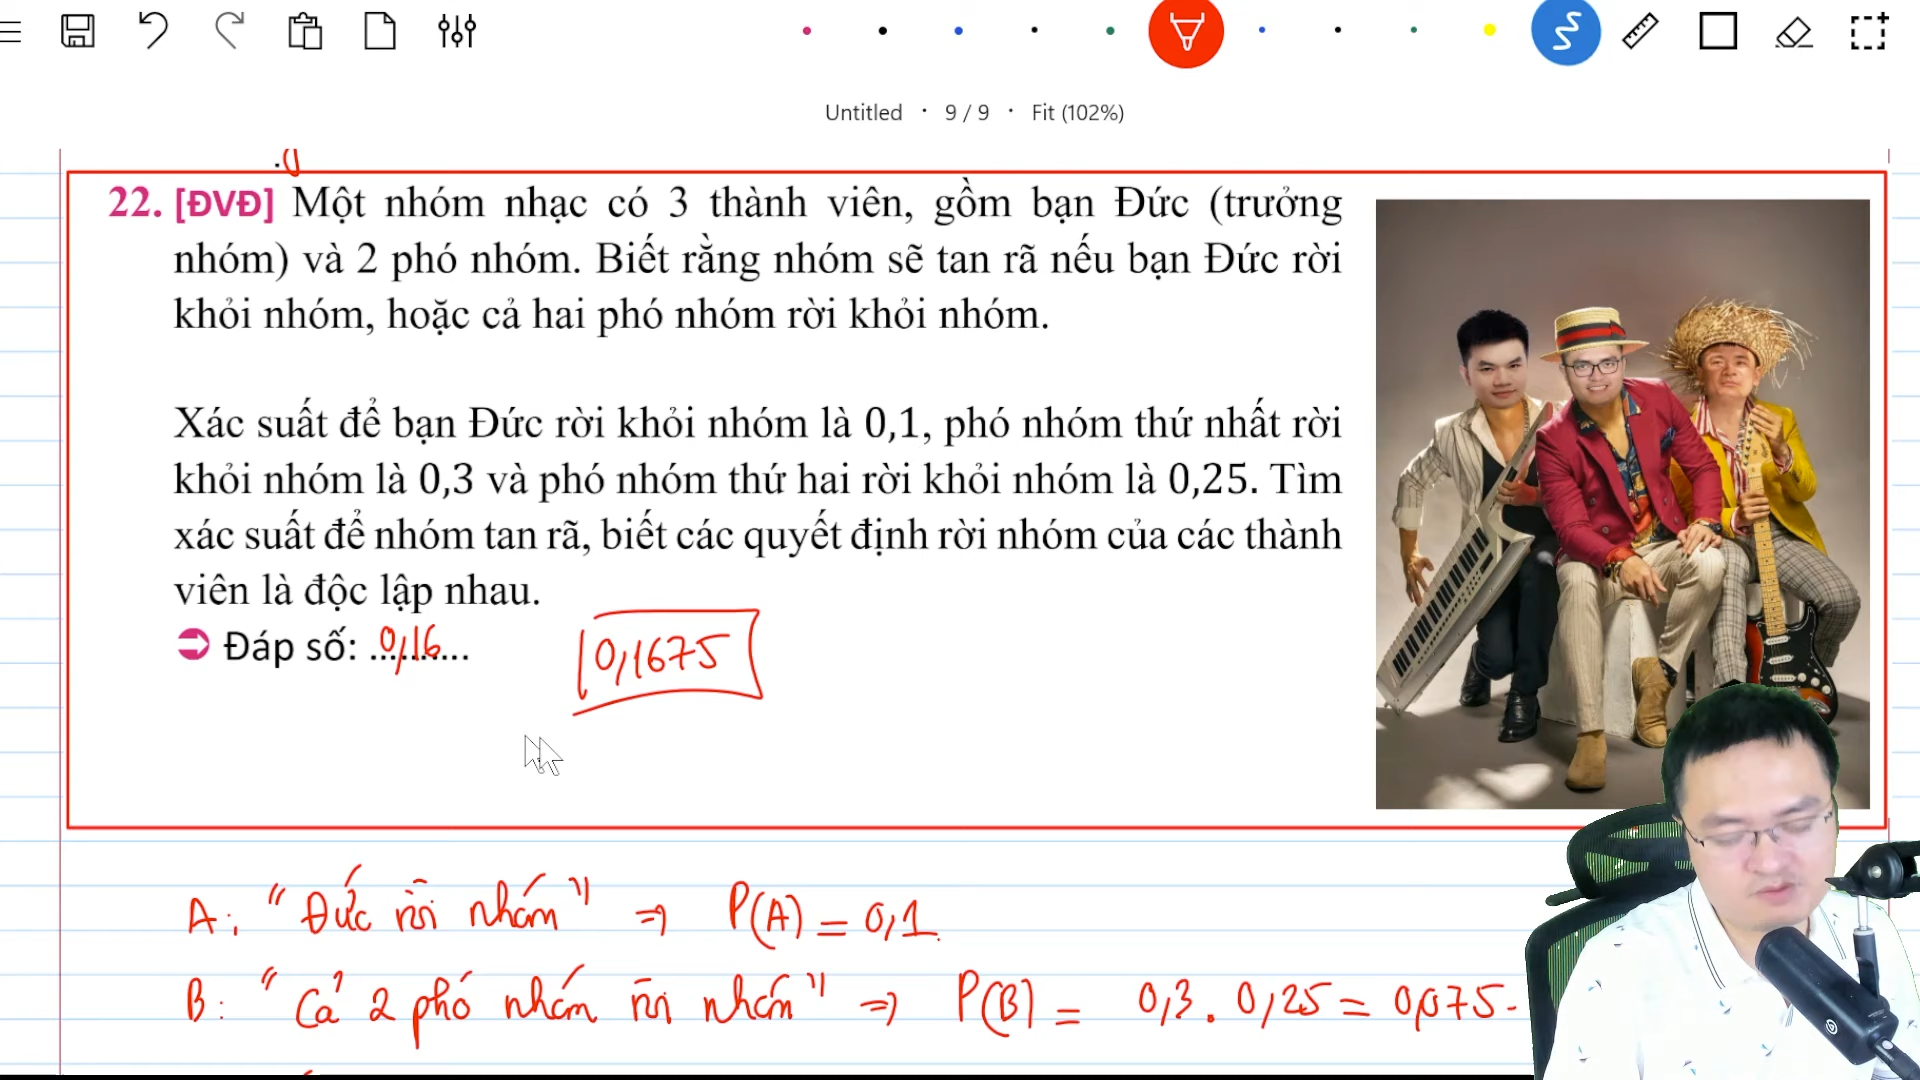 Untitled · 9 / 9 · Fit (102%)
22. [ĐVĐ] Một nhóm nhạc có 3 thành viên, gồm bạn Đức (trưởng
nhóm) và 2 phó nhóm. Biết rằng nhóm sẽ tan rã nếu bạn Đức rời
khỏi nhóm, hoặc cả hai phó nhóm rời khỏi nhóm.
Xác suất để bạn Đức rời khỏi nhóm là 0,1, phó nhóm thứ nhất rời
khỏi nhóm là 0,3 và phó nhóm thứ hai rời khỏi nhóm là 0,25. Tìm
xác suất để nhóm tan rã, biết các quyết định rời nhóm của các thành
viên là độc lập nhau.
➲ Đáp số: 0,16 0,1675
A: "Đức rời nhóm" ⇒ P(A) = 0,1.
B: "Cả 2 phó nhóm rời nhóm" ⇒ P(B) = 0,3 . 0,25 = 0,075.